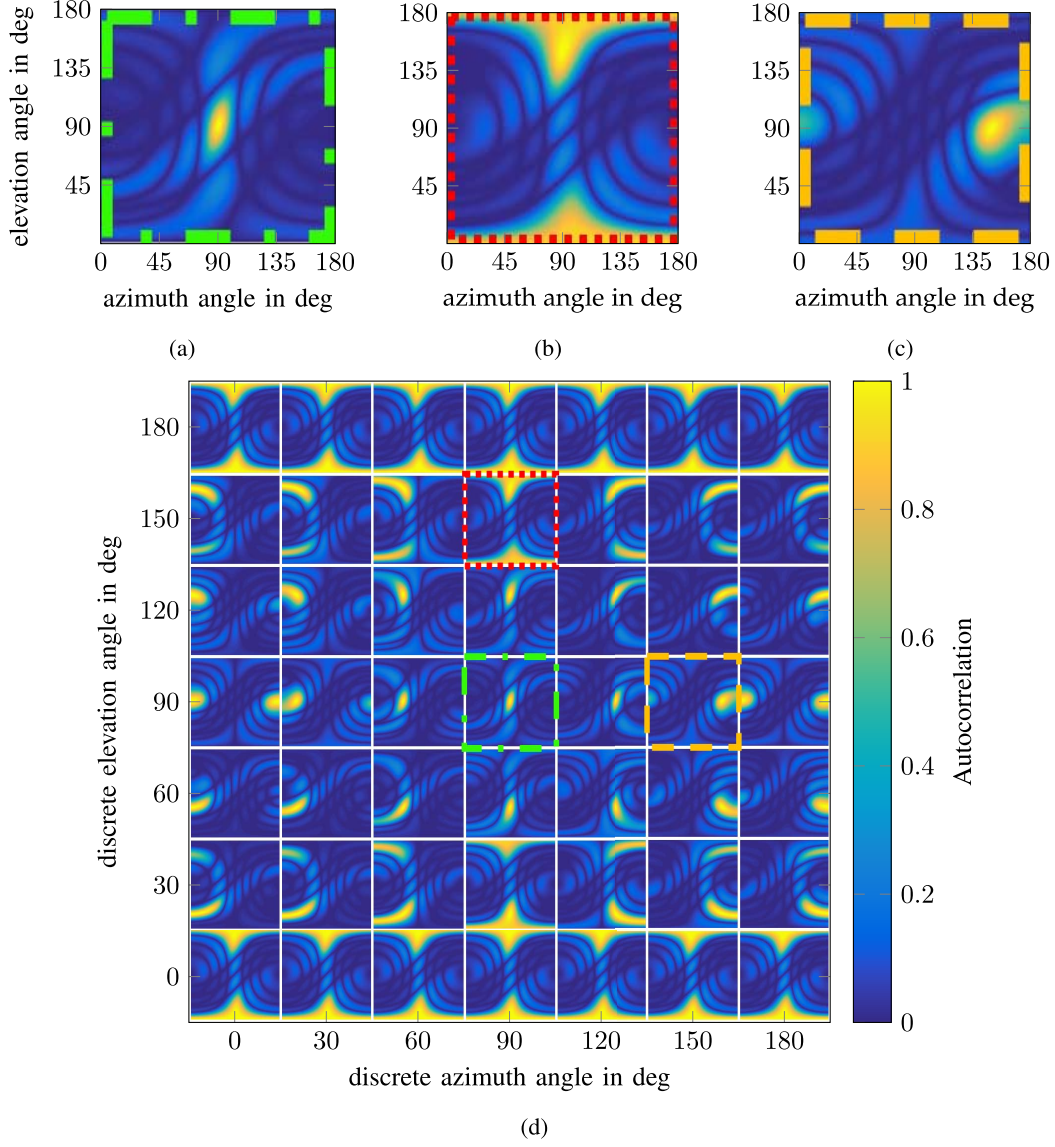 180
135
90
45
0 45 90 135 180
elevation angle in deg
azimuth angle in deg
(a)
180
135
90
45
0 45 90 135 180
azimuth angle in deg
(b)
180
135
90
45
0 45 90 135 180
azimuth angle in deg
(c)
180
150
120
90
60
30
0
discrete elevation angle in deg
0 30 60 90 120 150 180
discrete azimuth angle in deg
1
0.8
0.6
0.4
0.2
0
Autocorrelation
(d)